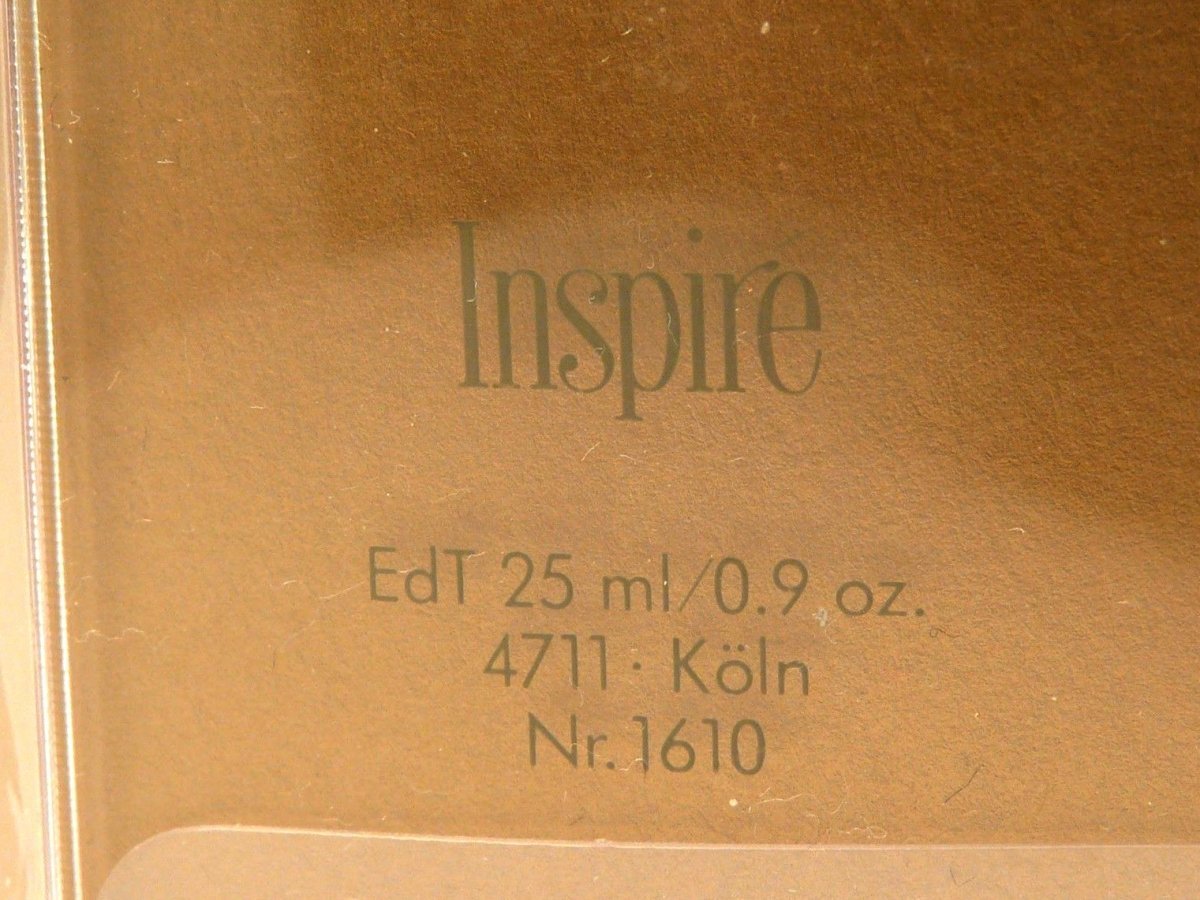 Inspire
EdT 25 ml/0.9 oz.
4711 · Köln
Nr. 1610